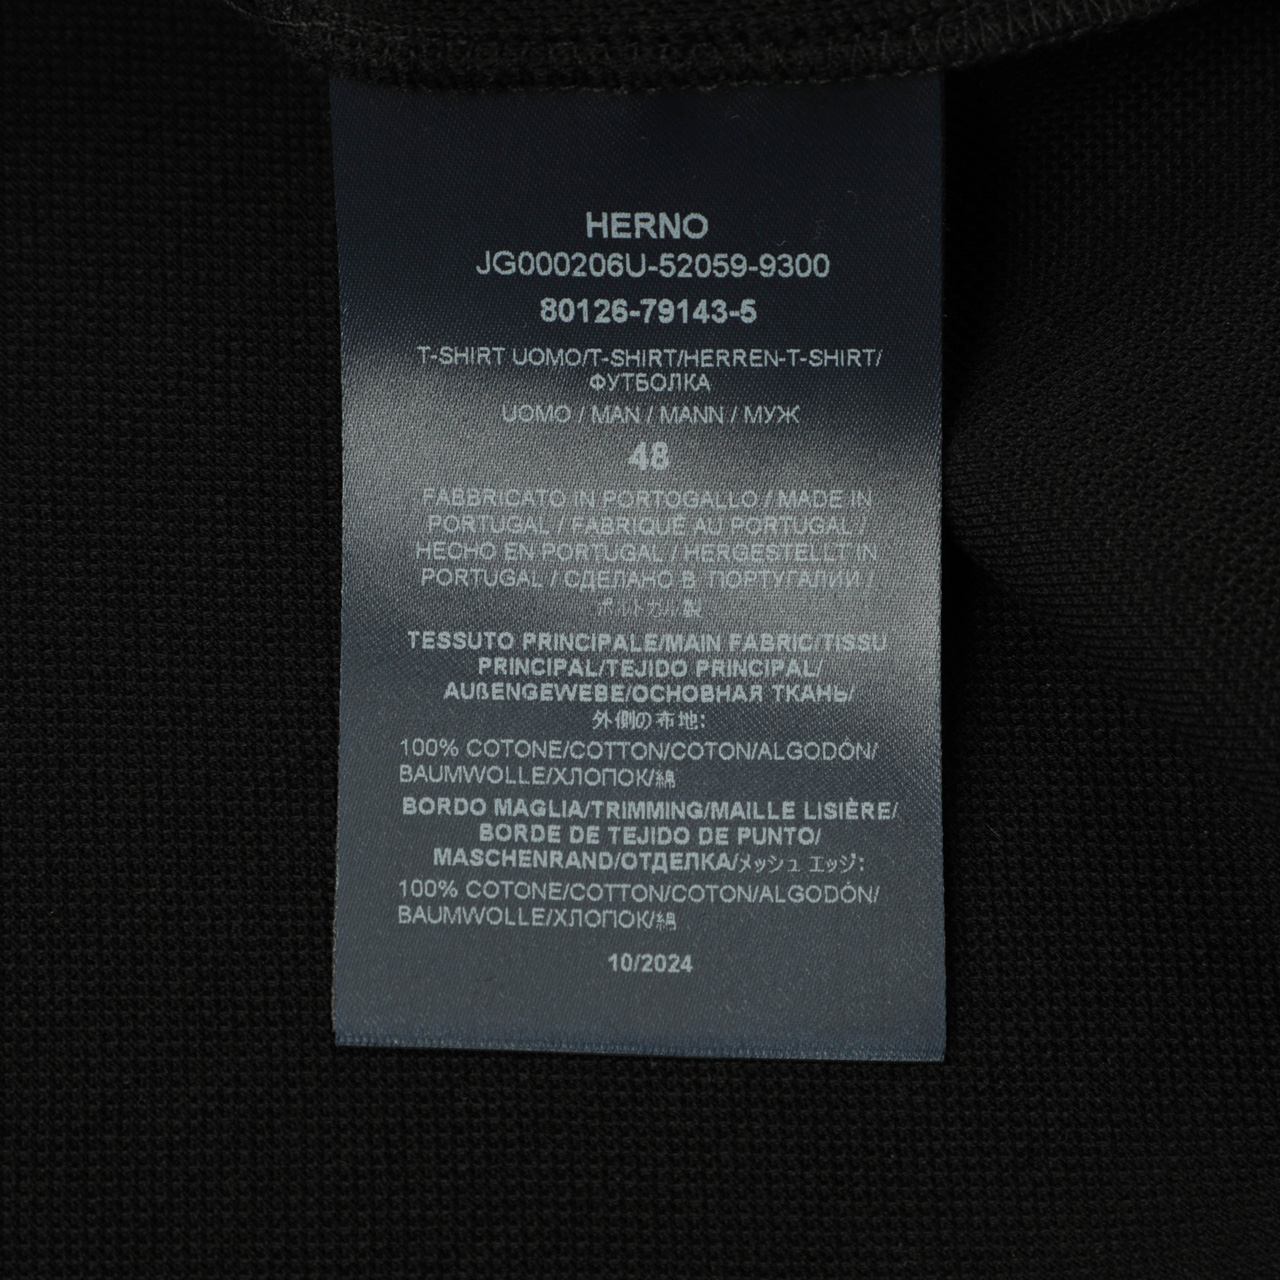 HERNO
JG000206U-52059-9300
80126-79143-5
T-SHIRT UOMO/T-SHIRT/HERREN-T-SHIRT/
ФУТБОЛКА
UOMO / MAN / MANN / МУЖ
48
FABBRICATO IN PORTOGALLO / MADE IN
PORTUGAL / FABRIQUE AU PORTUGAL /
HECHO EN PORTUGAL / HERGESTELLT IN
PORTUGAL / СДЕЛАНО В ПОРТУГАЛИИ /
ポルトガル製
TESSUTO PRINCIPALE/MAIN FABRIC/TISSU
PRINCIPAL/TEJIDO PRINCIPAL/
AUßENGEWEBE/ОСНОВНАЯ ТКАНЬ/
外側の布地:
100% COTONE/COTTON/COTON/ALGODÓN/
BAUMWOLLE/ХЛОПОК/綿
BORDO MAGLIA/TRIMMING/MAILLE LISIÈRE/
BORDE DE TEJIDO DE PUNTO/
MASCHENRAND/ОТДЕЛКА/メッシュ エッジ:
100% COTONE/COTTON/COTON/ALGODÓN/
BAUMWOLLE/ХЛОПОК/綿
10/2024